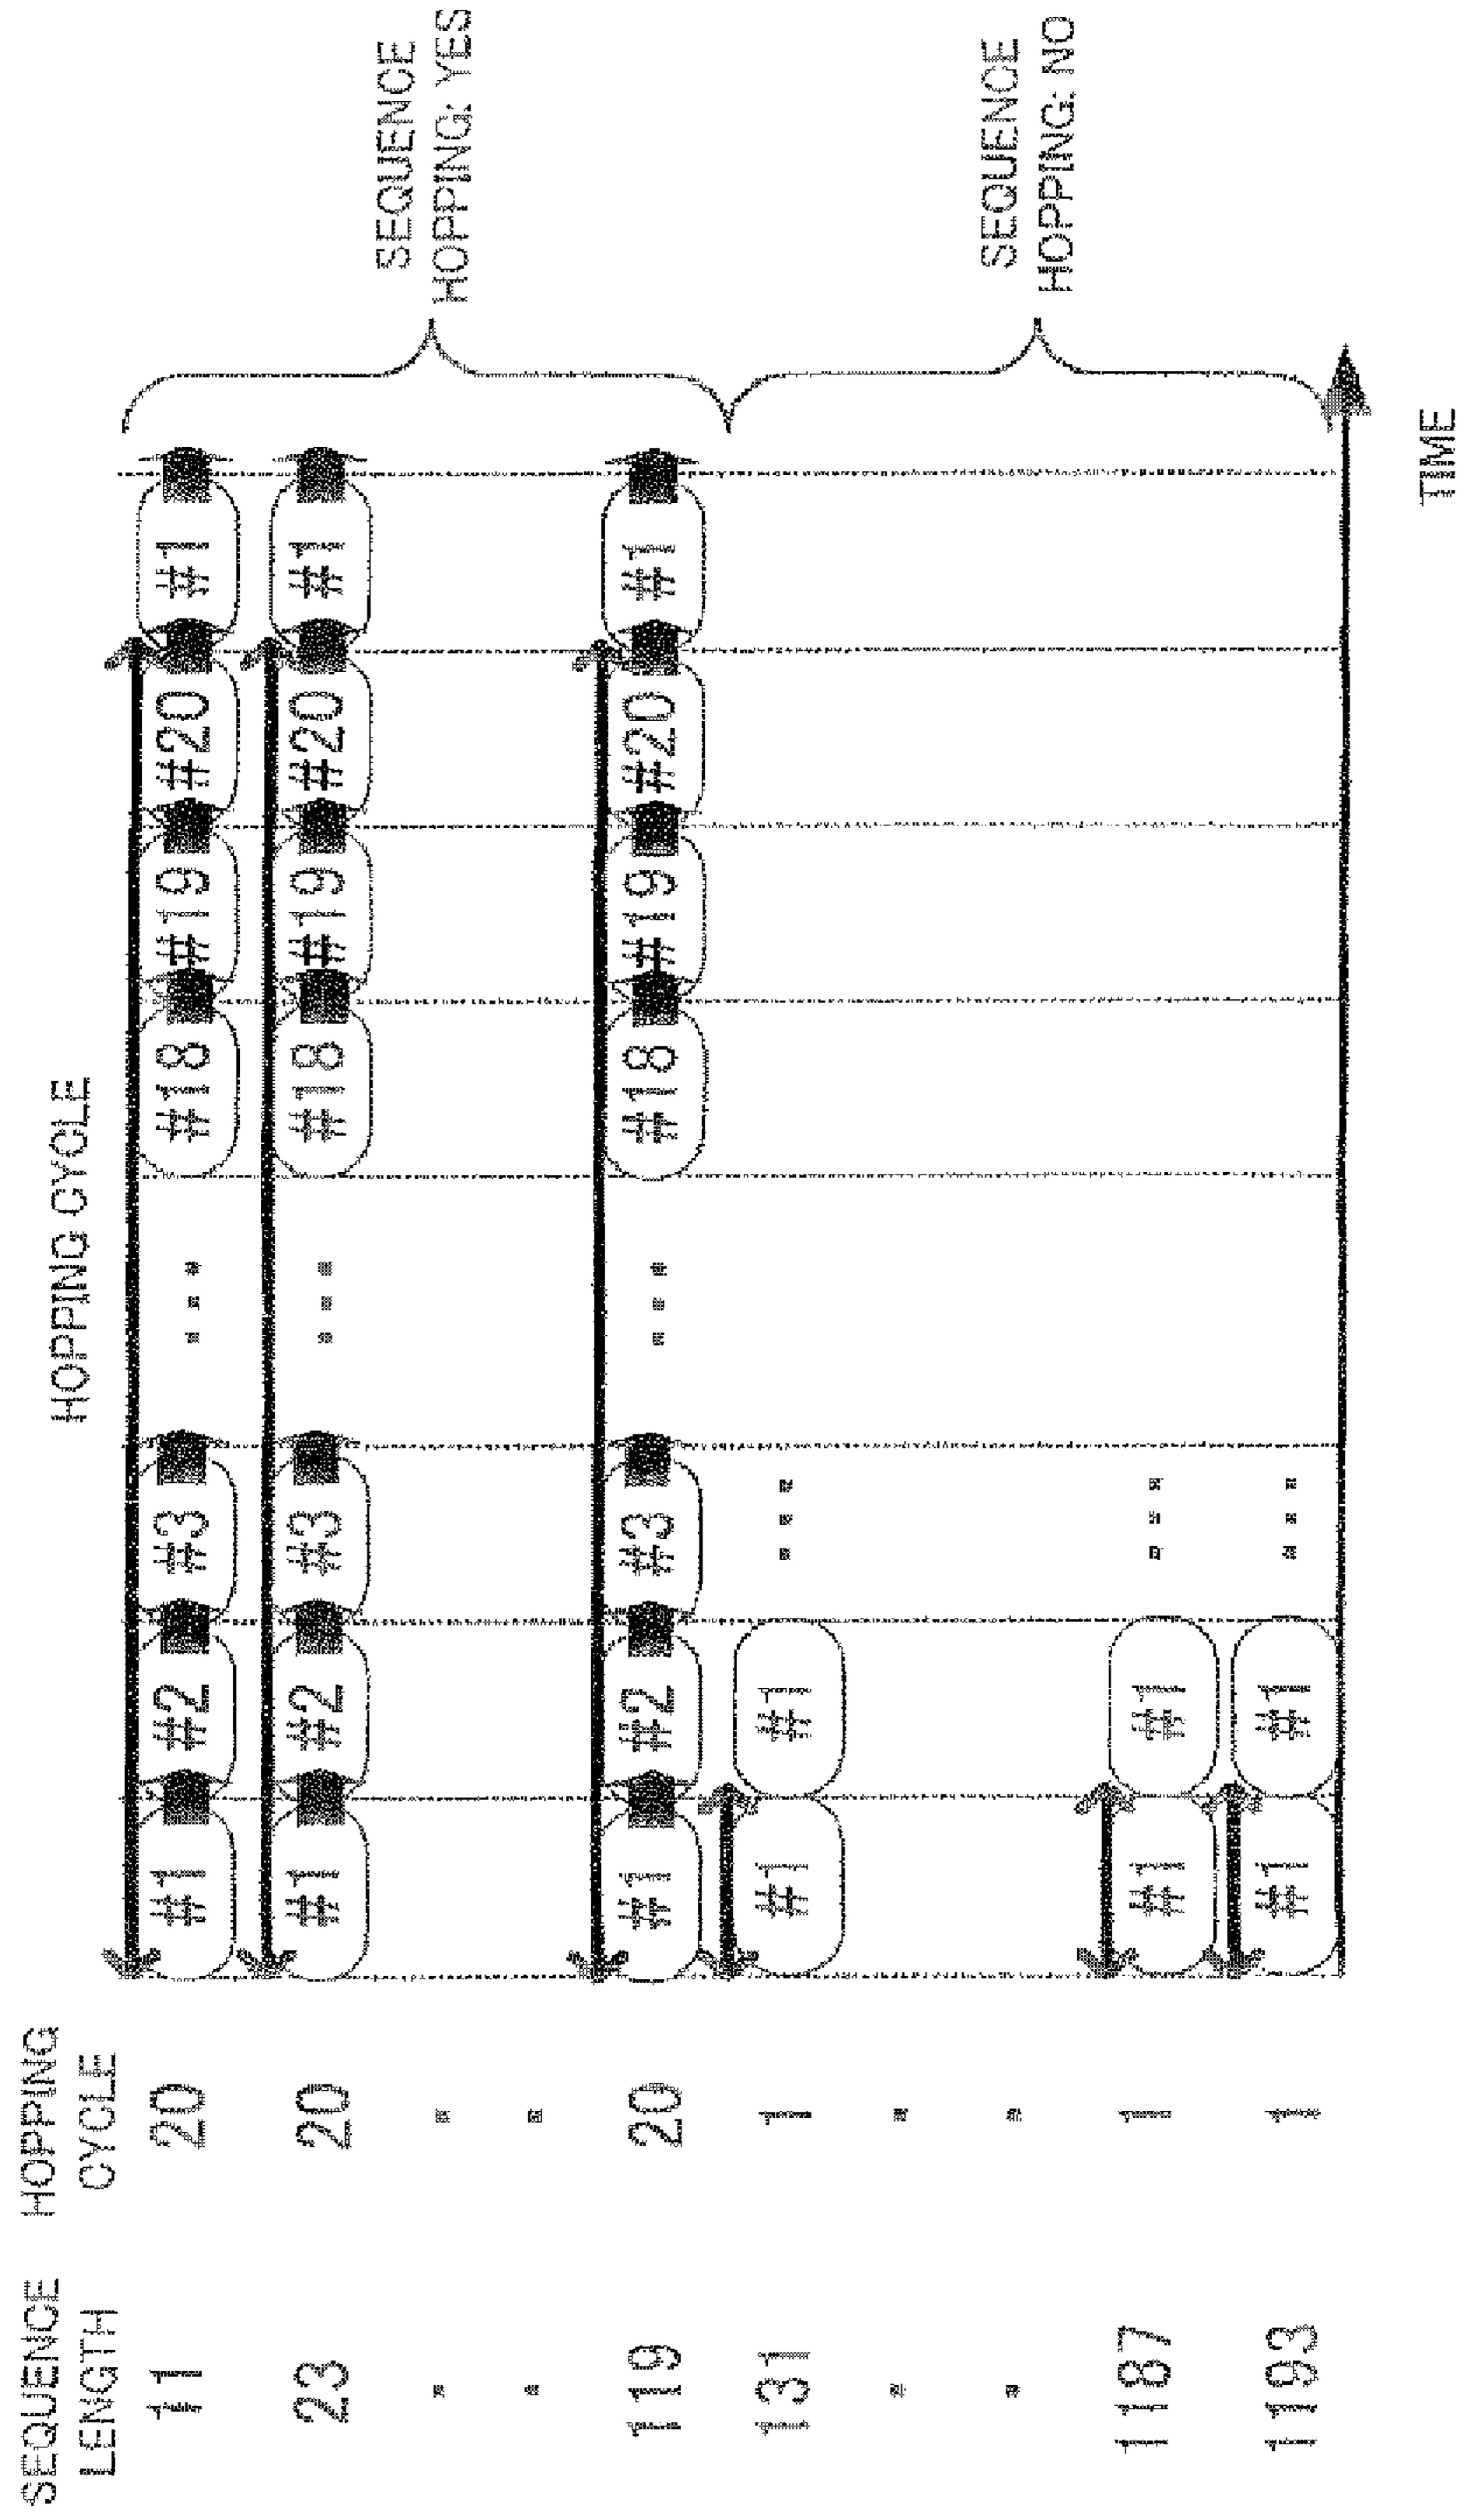 HOPPING CYCLE
SEQUENCE LENGTH
HOPPING CYCLE
11 20 #1 #2 #3 ... #18 #19 #20 #1
23 20 #1 #2 #3 ... #18 #19 #20 #1
. .
. .
119 20 #1 #2 #3 ... #18 #19 #20 #1
SEQUENCE
HOPPING: YES
131 1 #1 #1 ...
. .
. .
1187 1 #1 #1 ...
1193 1 #1 #1 ...
SEQUENCE
HOPPING: NO
TIME